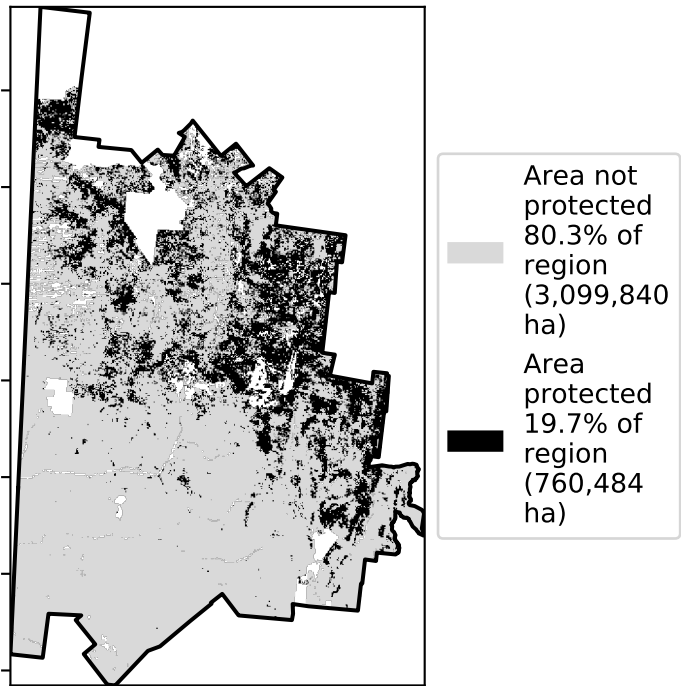 Area not
protected
80.3% of
region
(3,099,840
ha)
Area
protected
19.7% of
region
(760,484
ha)